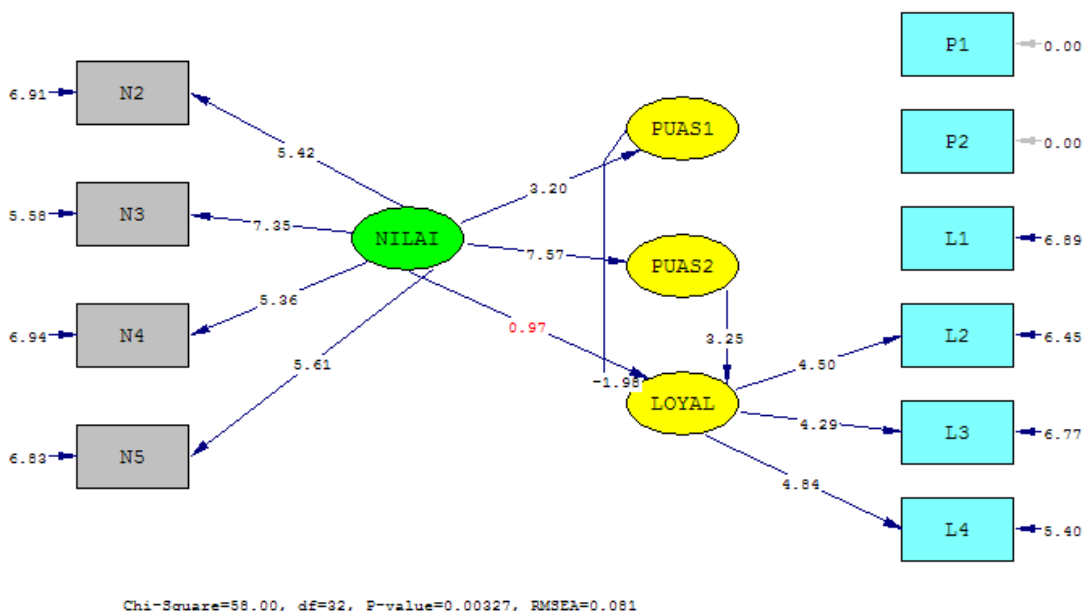 P1
0.00
6.91
N2
PUAS1
5.42
P2
0.00
3.20
5.58
N3
7.35
NILAI
L1
6.89
7.57
PUAS2
5.36
0.97
3.25
6.94
N4
L2
6.45
5.61
4.50
-1.98
LOYAL
4.29
L3
6.77
6.83
N5
4.84
L4
5.40
Chi-Square=58.00, df=32, P-value=0.00327, RMSEA=0.081